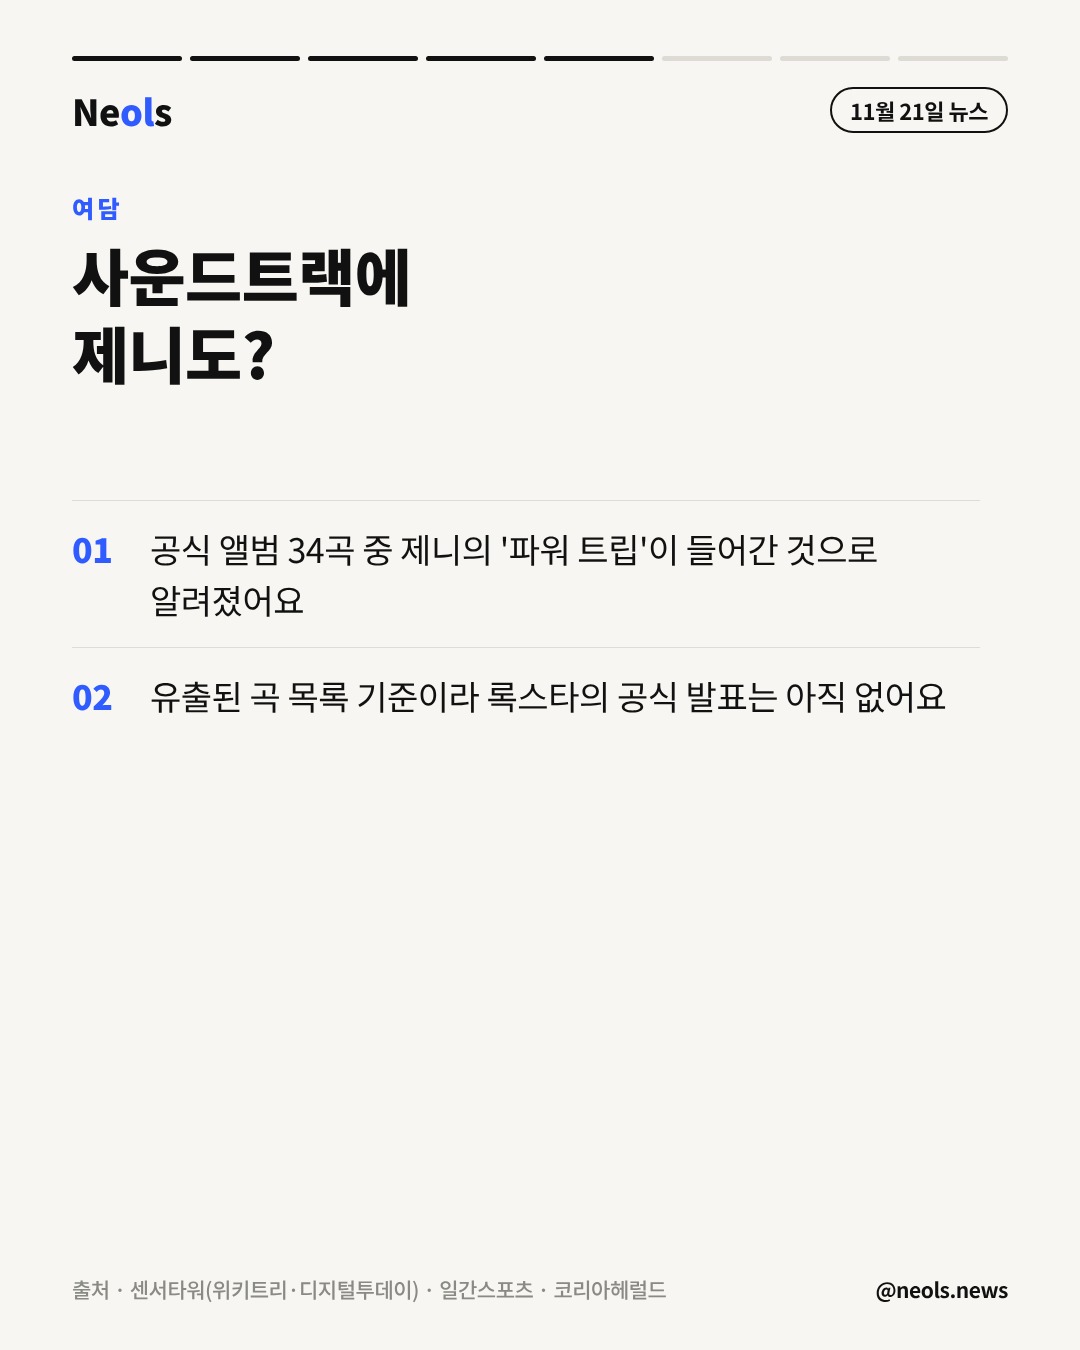 Neols
11월 21일 뉴스
여담
사운드트랙에
제니도?
01 공식 앨범 34곡 중 제니의 '파워 트립'이 들어간 것으로
알려졌어요
02 유출된 곡 목록 기준이라 록스타의 공식 발표는 아직 없어요
출처 · 센서타워(위키트리·디지털투데이) · 일간스포츠 · 코리아헤럴드
@neols.news